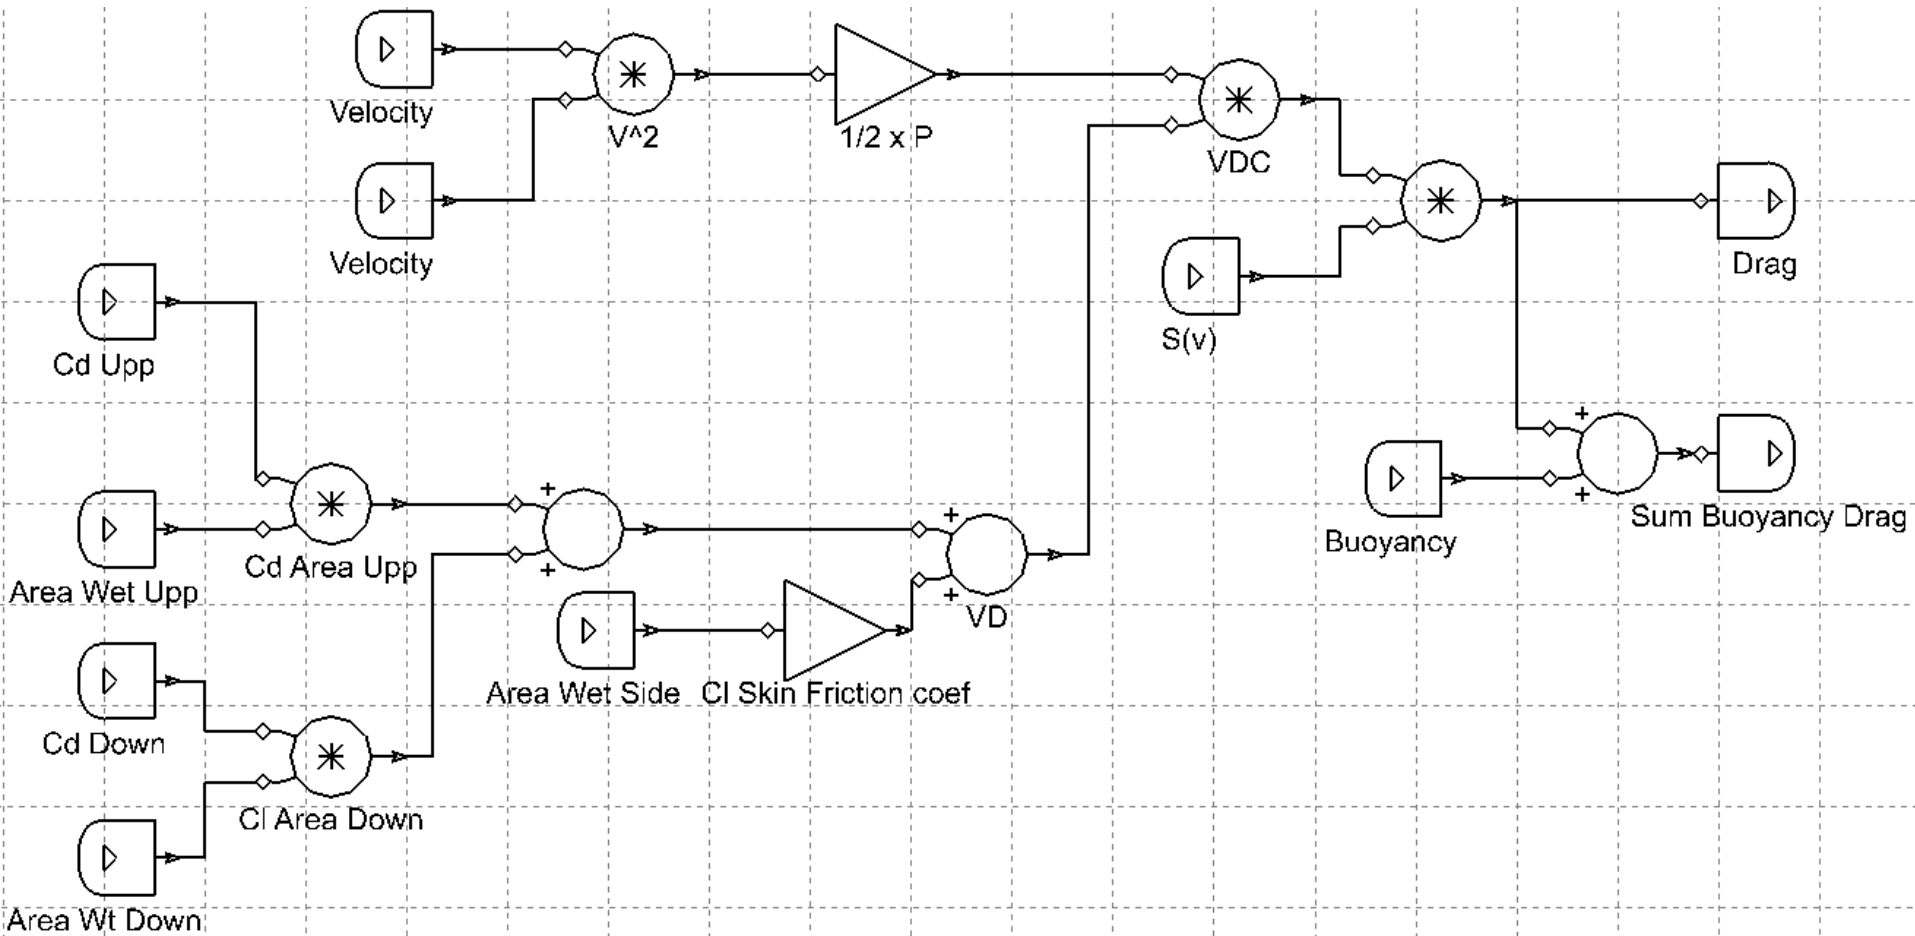 Velocity
V^2
1/2 x P
VDC
Velocity
Drag
S(v)
Cd Upp
+
+
Sum Buoyancy Drag
Buoyancy
Cd Area Upp
Area Wet Upp
+
+
+
+
VD
Area Wet Side
Cl Skin Friction coef
Cd Down
Cl Area Down
Area Wt Down